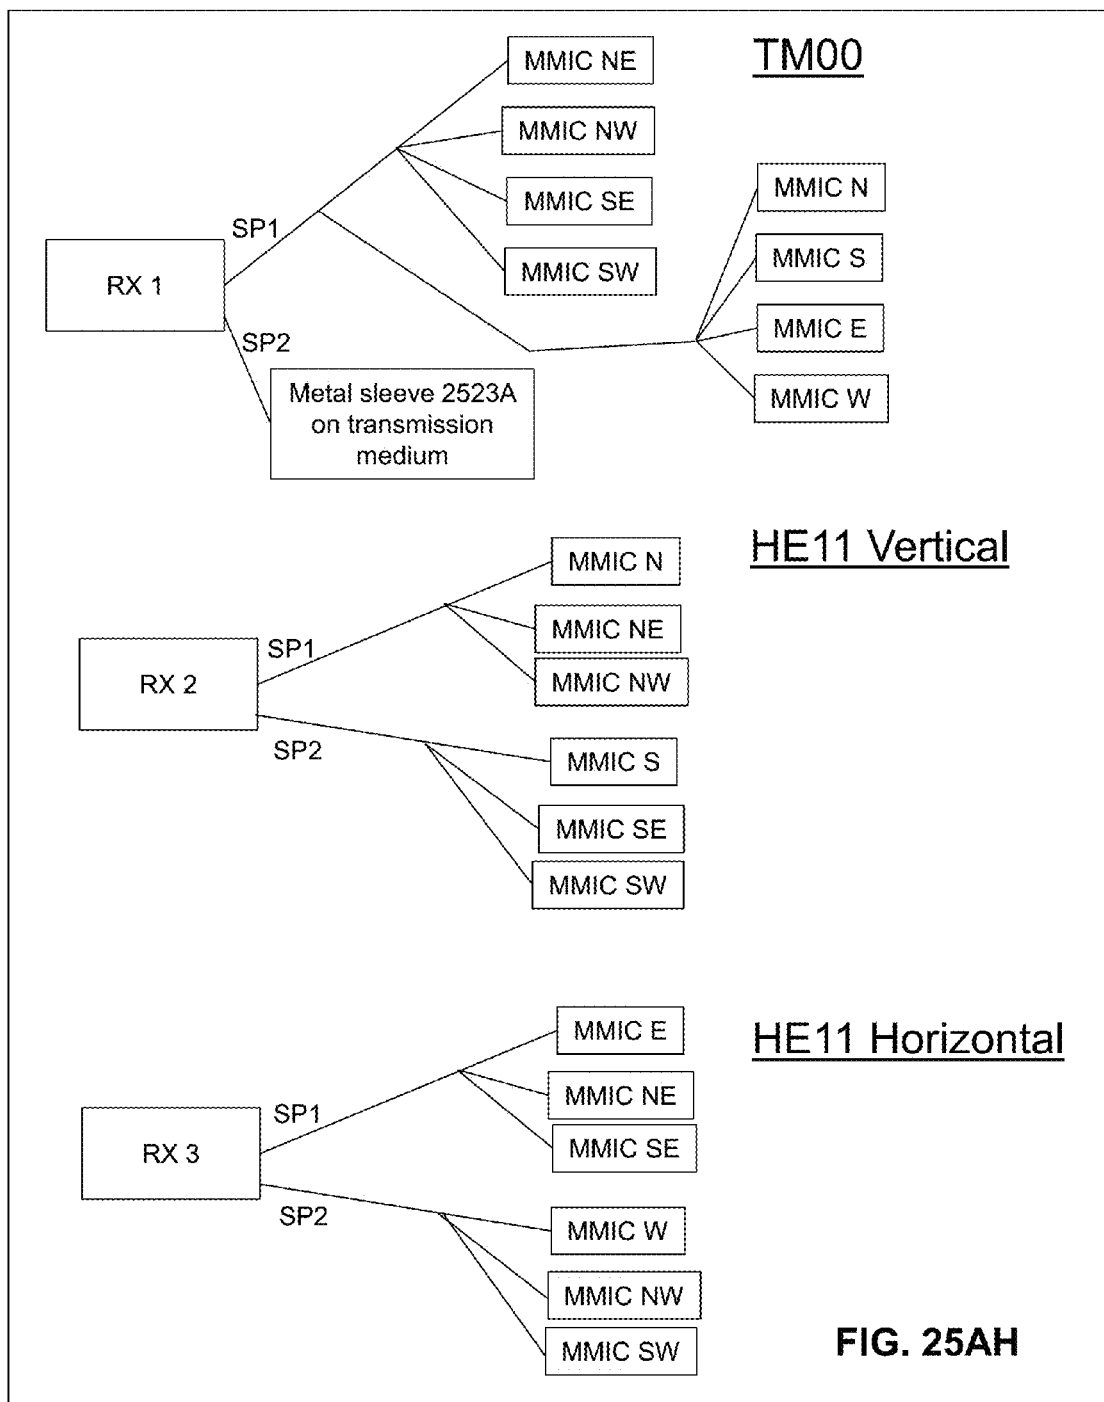 TM00
MMIC NE
MMIC NW
MMIC SE
MMIC SW
MMIC N
MMIC S
MMIC E
MMIC W
SP1
RX 1
SP2
Metal sleeve 2523A
on transmission
medium
HE11 Vertical
MMIC N
MMIC NE
MMIC NW
SP1
RX 2
SP2
MMIC S
MMIC SE
MMIC SW
HE11 Horizontal
MMIC E
MMIC NE
MMIC SE
SP1
RX 3
SP2
MMIC W
MMIC NW
MMIC SW
FIG. 25AH